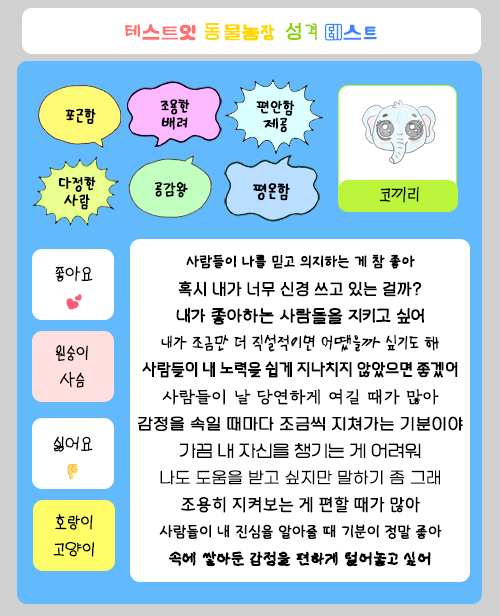 테스트잇 동물농장 성격 테스트
포근함
조용한
배려
편안함
제공
다정한
사람
공감왕
평온함
코끼리
좋아요
원숭이
사슴
싫어요
호랑이
고양이
사람들이 나를 믿고 의지하는 게 참 좋아
혹시 내가 너무 신경 쓰고 있는 걸까?
내가 좋아하는 사람들을 지키고 싶어
내가 조금만 더 직설적이면 어땠을까 싶기도 해
사람들이 내 노력을 쉽게 지나치지 않았으면 좋겠어
사람들이 날 당연하게 여길 때가 많아
감정을 속일 때마다 조금씩 지쳐가는 기분이야
가끔 내 자신을 챙기는 게 어려워
나도 도움을 받고 싶지만 말하기 좀 그래
조용히 지켜보는 게 편할 때가 많아
사람들이 내 진심을 알아줄 때 기분이 정말 좋아
속에 쌓아둔 감정을 편하게 털어놓고 싶어